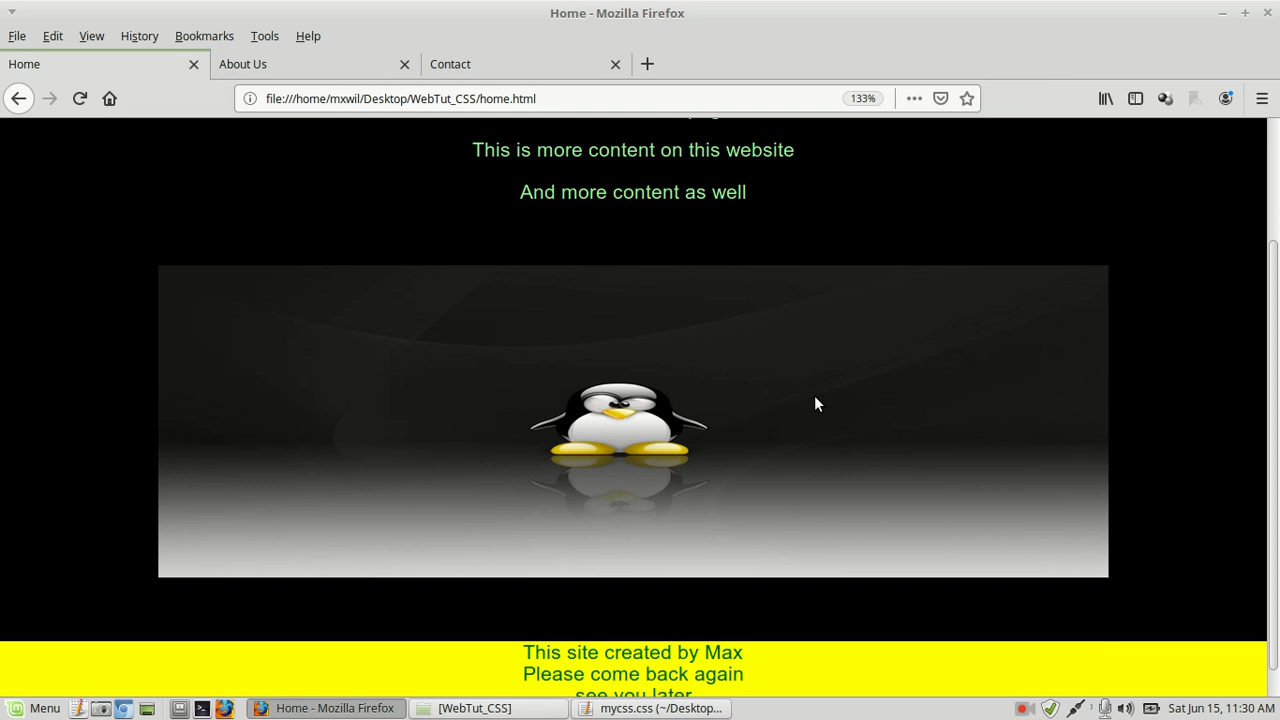 Home - Mozilla Firefox
File Edit View History Bookmarks Tools Help
Home About Us Contact
file:///home/mxwil/Desktop/WebTut_CSS/home.html 133%
This is more content on this website
And more content as well
This site created by Max
Please come back again
see you later
Menu Home - Mozilla Firefox [WebTut_CSS] mycss.css (~/Desktop... Sat Jun 15, 11:30 AM